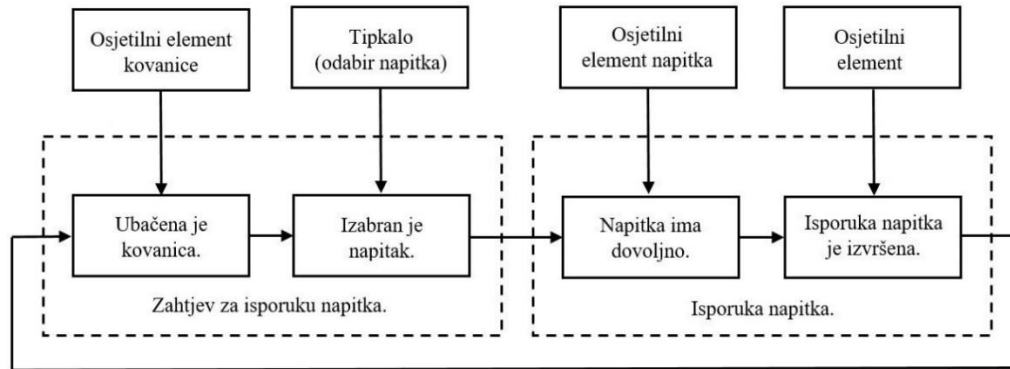 Osjetilni element
kovanice
Tipkalo
(odabir napitka)
Osjetilni
element napitka
Osjetilni
element
Ubačena je
kovanica.
Izabran je
napitak.
Napitka ima
dovoljno.
Isporuka napitka
je izvršena.
Zahtjev za isporuku napitka.
Isporuka napitka.